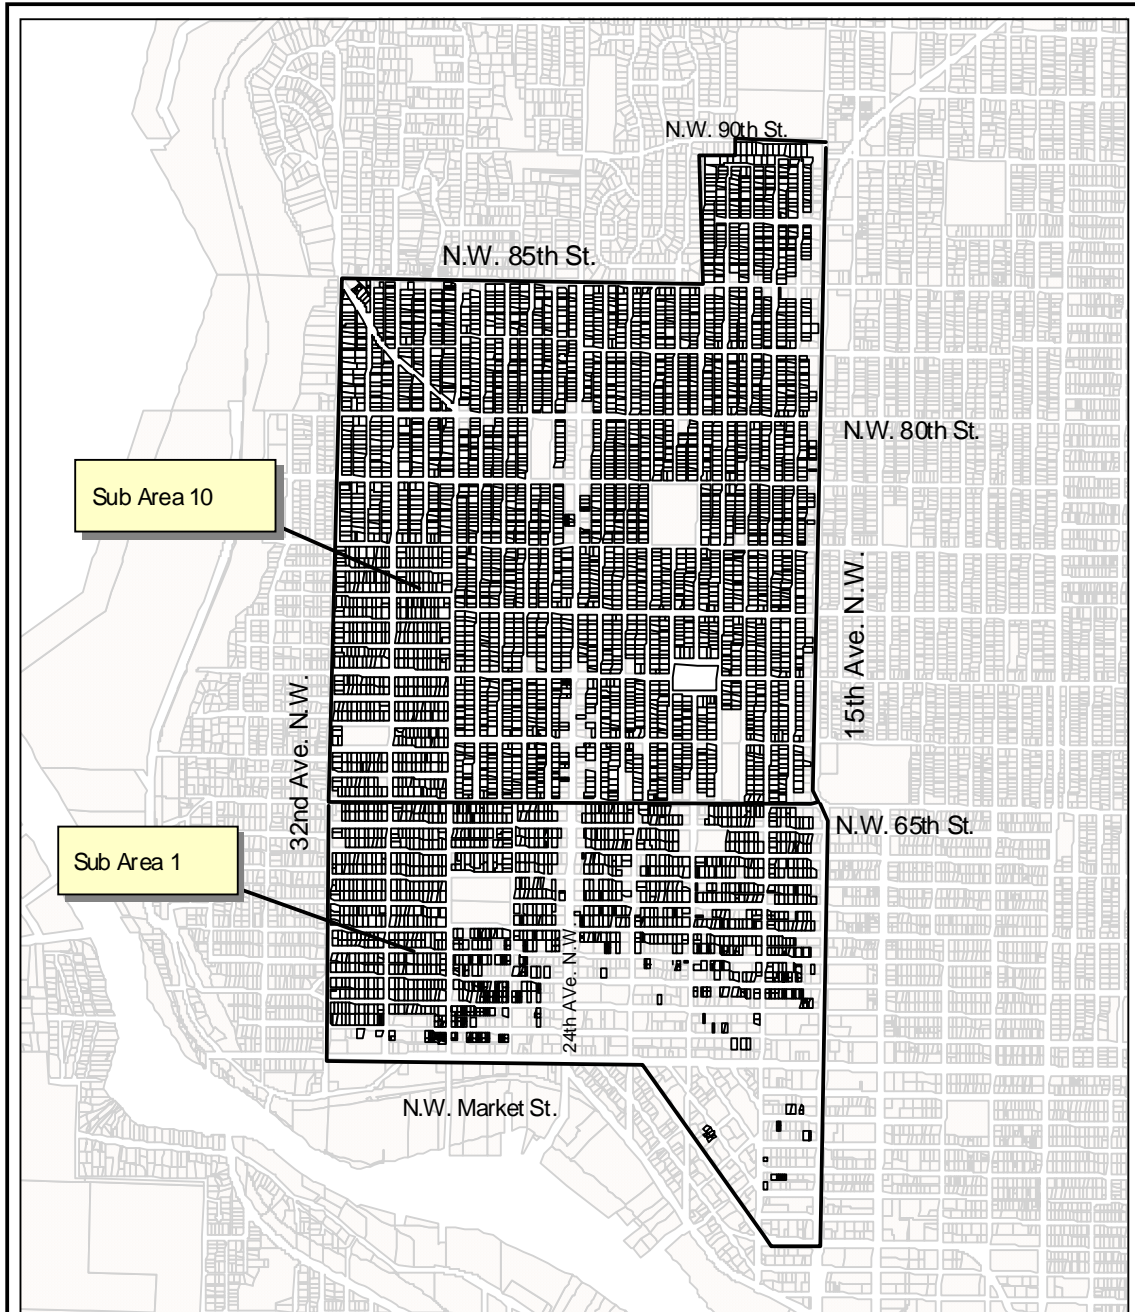 N.W. 90th St.
N.W. 85th St.
N.W. 80th St.
Sub Area 10
15th Ave. N.W.
32nd Ave. N.W.
N.W. 65th St.
Sub Area 1
24th AVe. N.W.
N.W. Market St.